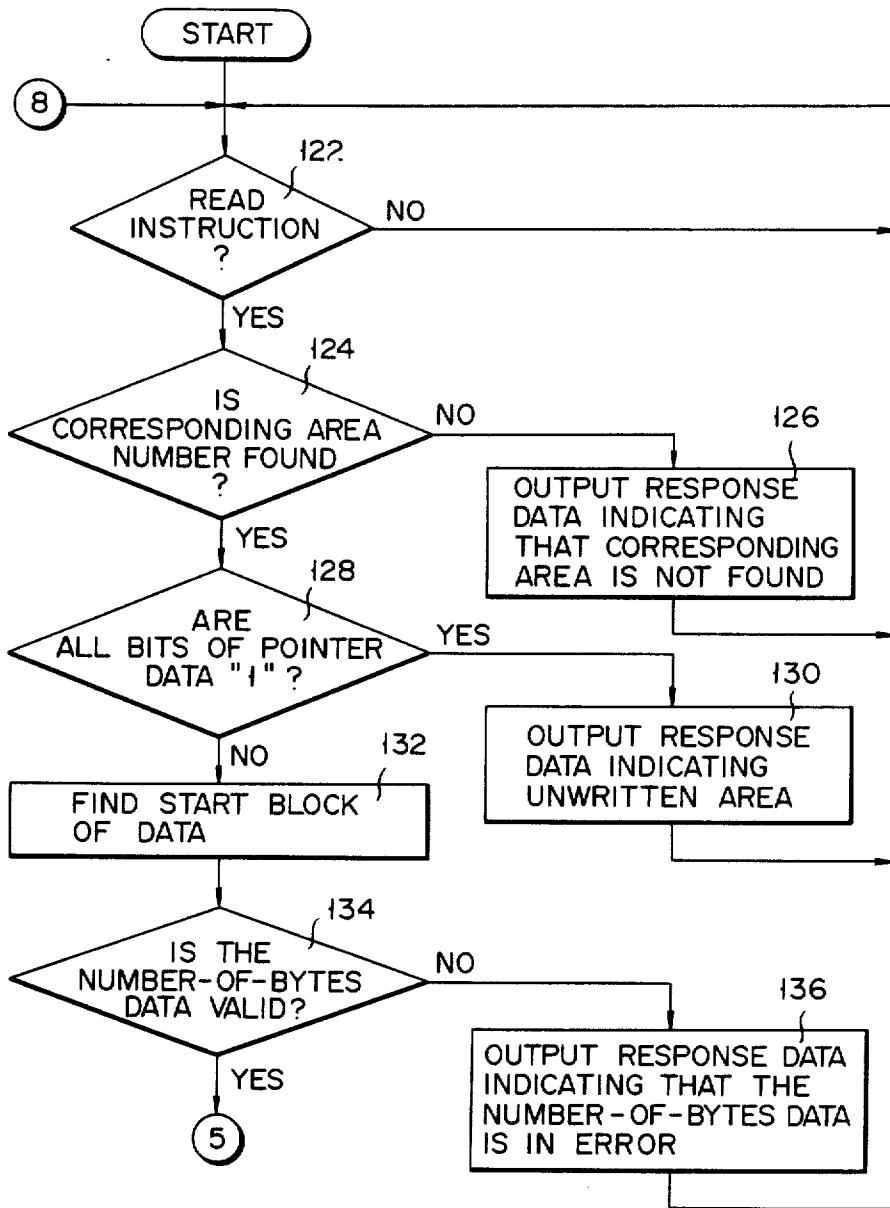 START
8
122
READ
INSTRUCTION
?
NO
YES
124
IS
CORRESPONDING AREA
NUMBER FOUND
?
NO
126
OUTPUT RESPONSE
DATA INDICATING
THAT CORRESPONDING
AREA IS NOT FOUND
YES
128
ARE
ALL BITS OF POINTER
DATA "1" ?
YES
130
OUTPUT RESPONSE
DATA INDICATING
UNWRITTEN AREA
NO
132
FIND START BLOCK
OF DATA
134
IS THE
NUMBER-OF-BYTES
DATA VALID?
NO
136
OUTPUT RESPONSE DATA
INDICATING THAT THE
NUMBER-OF-BYTES DATA
IS IN ERROR
YES
5